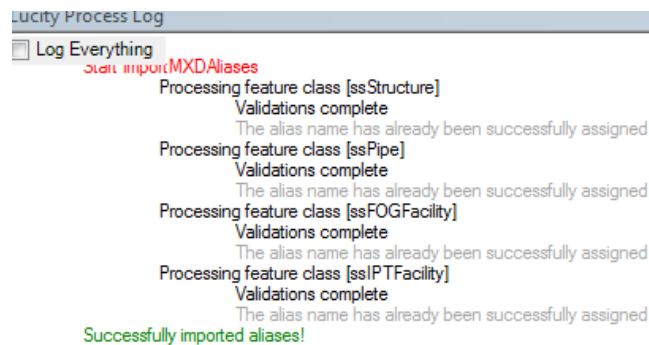 Lucity Process Log
Log Everything
Start ImportMXDAliases
Processing feature class [ssStructure]
Validations complete
The alias name has already been successfully assigned
Processing feature class [ssPipe]
Validations complete
The alias name has already been successfully assigned
Processing feature class [ssFOGFacility]
Validations complete
The alias name has already been successfully assigned
Processing feature class [ssIPTFacility]
Validations complete
The alias name has already been successfully assigned
Successfully imported aliases!